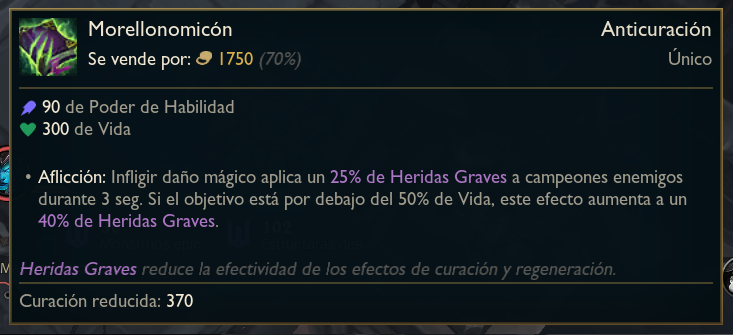 Morellonomicón
Anticuración
Se vende por: 1750 (70%)
Único
90 de Poder de Habilidad
300 de Vida
• Aflicción: Infligir daño mágico aplica un 25% de Heridas Graves a campeones enemigos
durante 3 seg. Si el objetivo está por debajo del 50% de Vida, este efecto aumenta a un
40% de Heridas Graves.
Heridas Graves reduce la efectividad de los efectos de curación y regeneración.
Curación reducida: 370